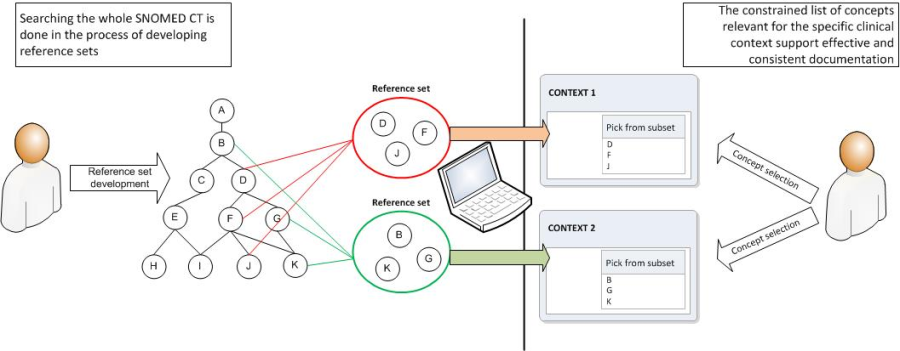 Searching the whole SNOMED CT is
done in the process of developing
reference sets
The constrained list of concepts
relevant for the specific clinical
context support effective and
consistent documentation
Reference set
development
A
B
C
D
E
F
G
H
I
J
K
Reference set
D
F
J
Reference set
B
G
K
CONTEXT 1
Pick from subset
D
F
J
CONTEXT 2
Pick from subset
B
G
K
Concept selection
Concept selection